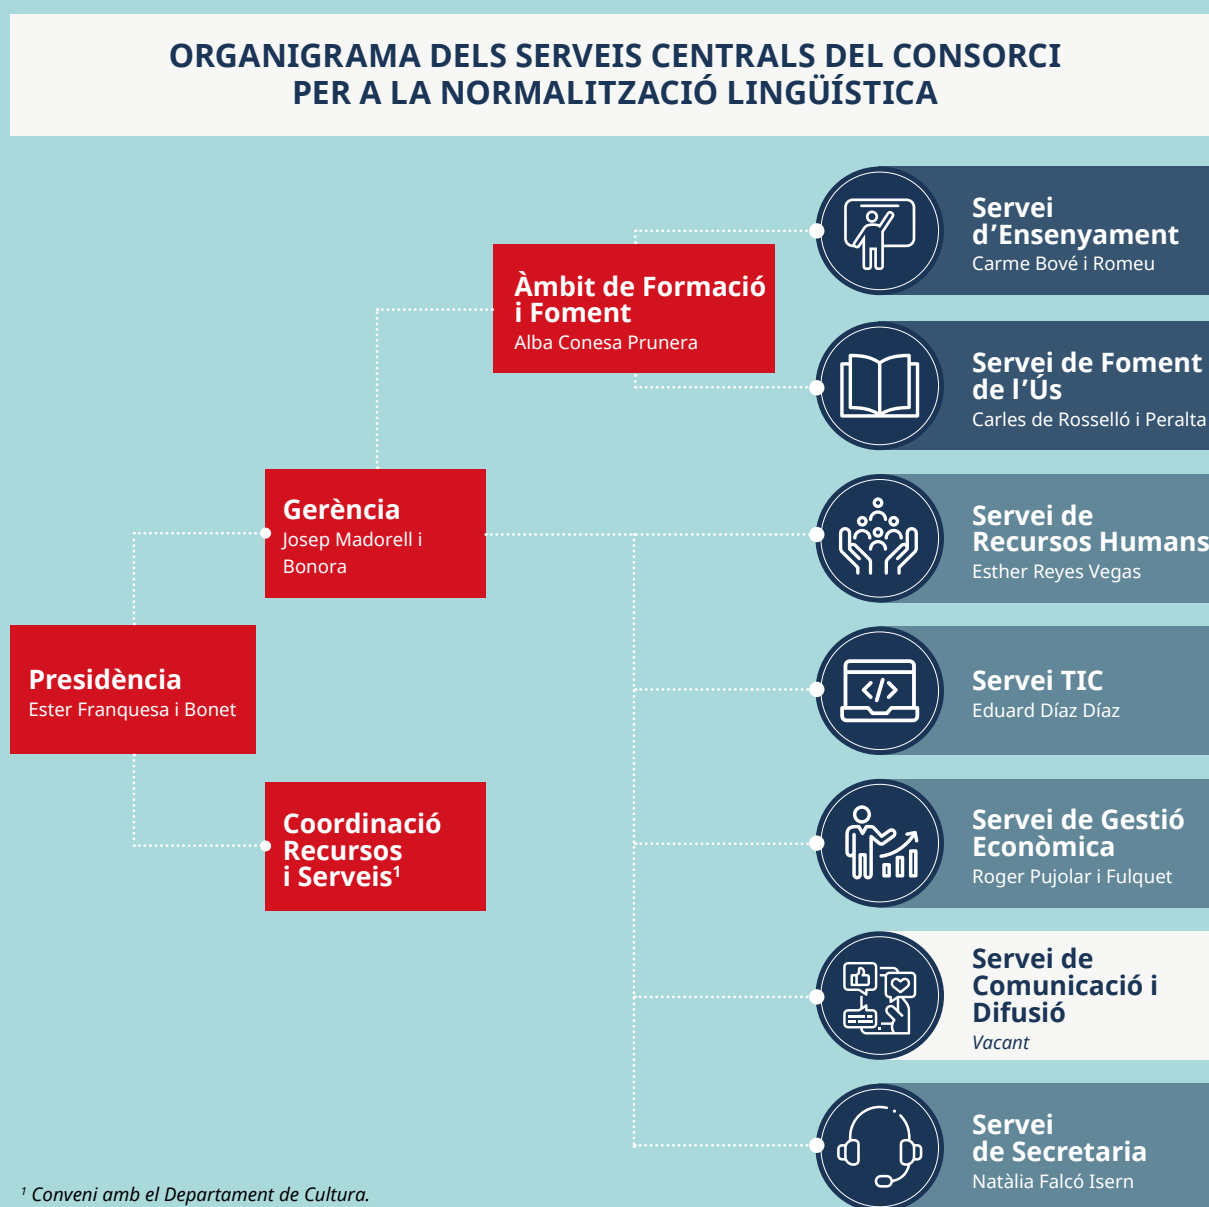 ORGANIGRAMA DELS SERVEIS CENTRALS DEL CONSORCI
PER A LA NORMALITZACIÓ LINGÜÍSTICA
Servei
d’Ensenyament
Carme Bové i Romeu
Àmbit de Formació
i Foment
Alba Conesa Prunera
Servei de Foment
de l’Ús
Carles de Rosselló i Peralta
Gerència
Josep Madorell i
Bonora
Servei de
Recursos Humans
Esther Reyes Vegas
Presidència
Ester Franquesa i Bonet
Servei TIC
Eduard Díaz Díaz
Coordinació
Recursos
i Serveis¹
Servei de Gestió
Econòmica
Roger Pujolar i Fulquet
Servei de
Comunicació i
Difusió
Vacant
Servei
de Secretaria
Natàlia Falcó Isern
¹ Conveni amb el Departament de Cultura.